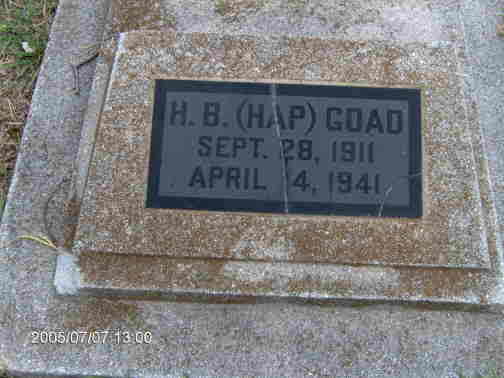 H. B. (HAP) GOAD
SEPT. 28, 1911
APRIL 14, 1941
2005/07/07 13:00